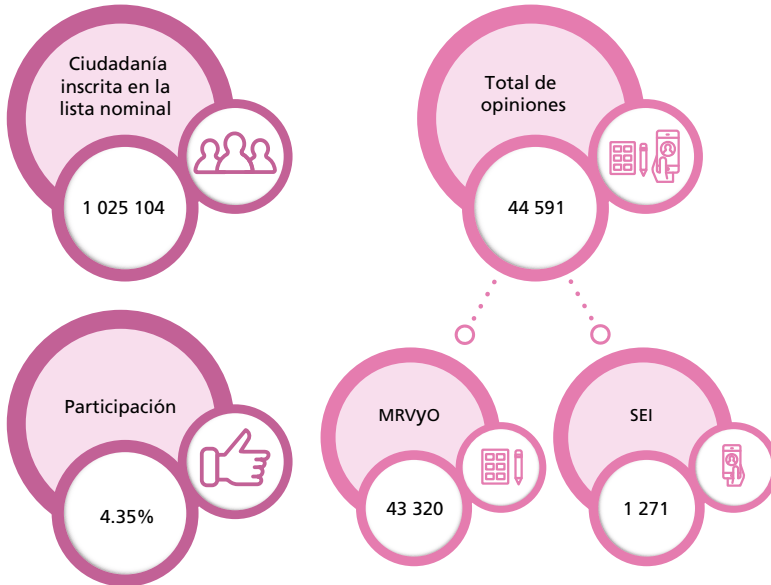 Ciudadanía
inscrita en la
lista nominal
1 025 104
Total de
opiniones
44 591
Participación
4.35%
MRVyO
43 320
SEI
1 271